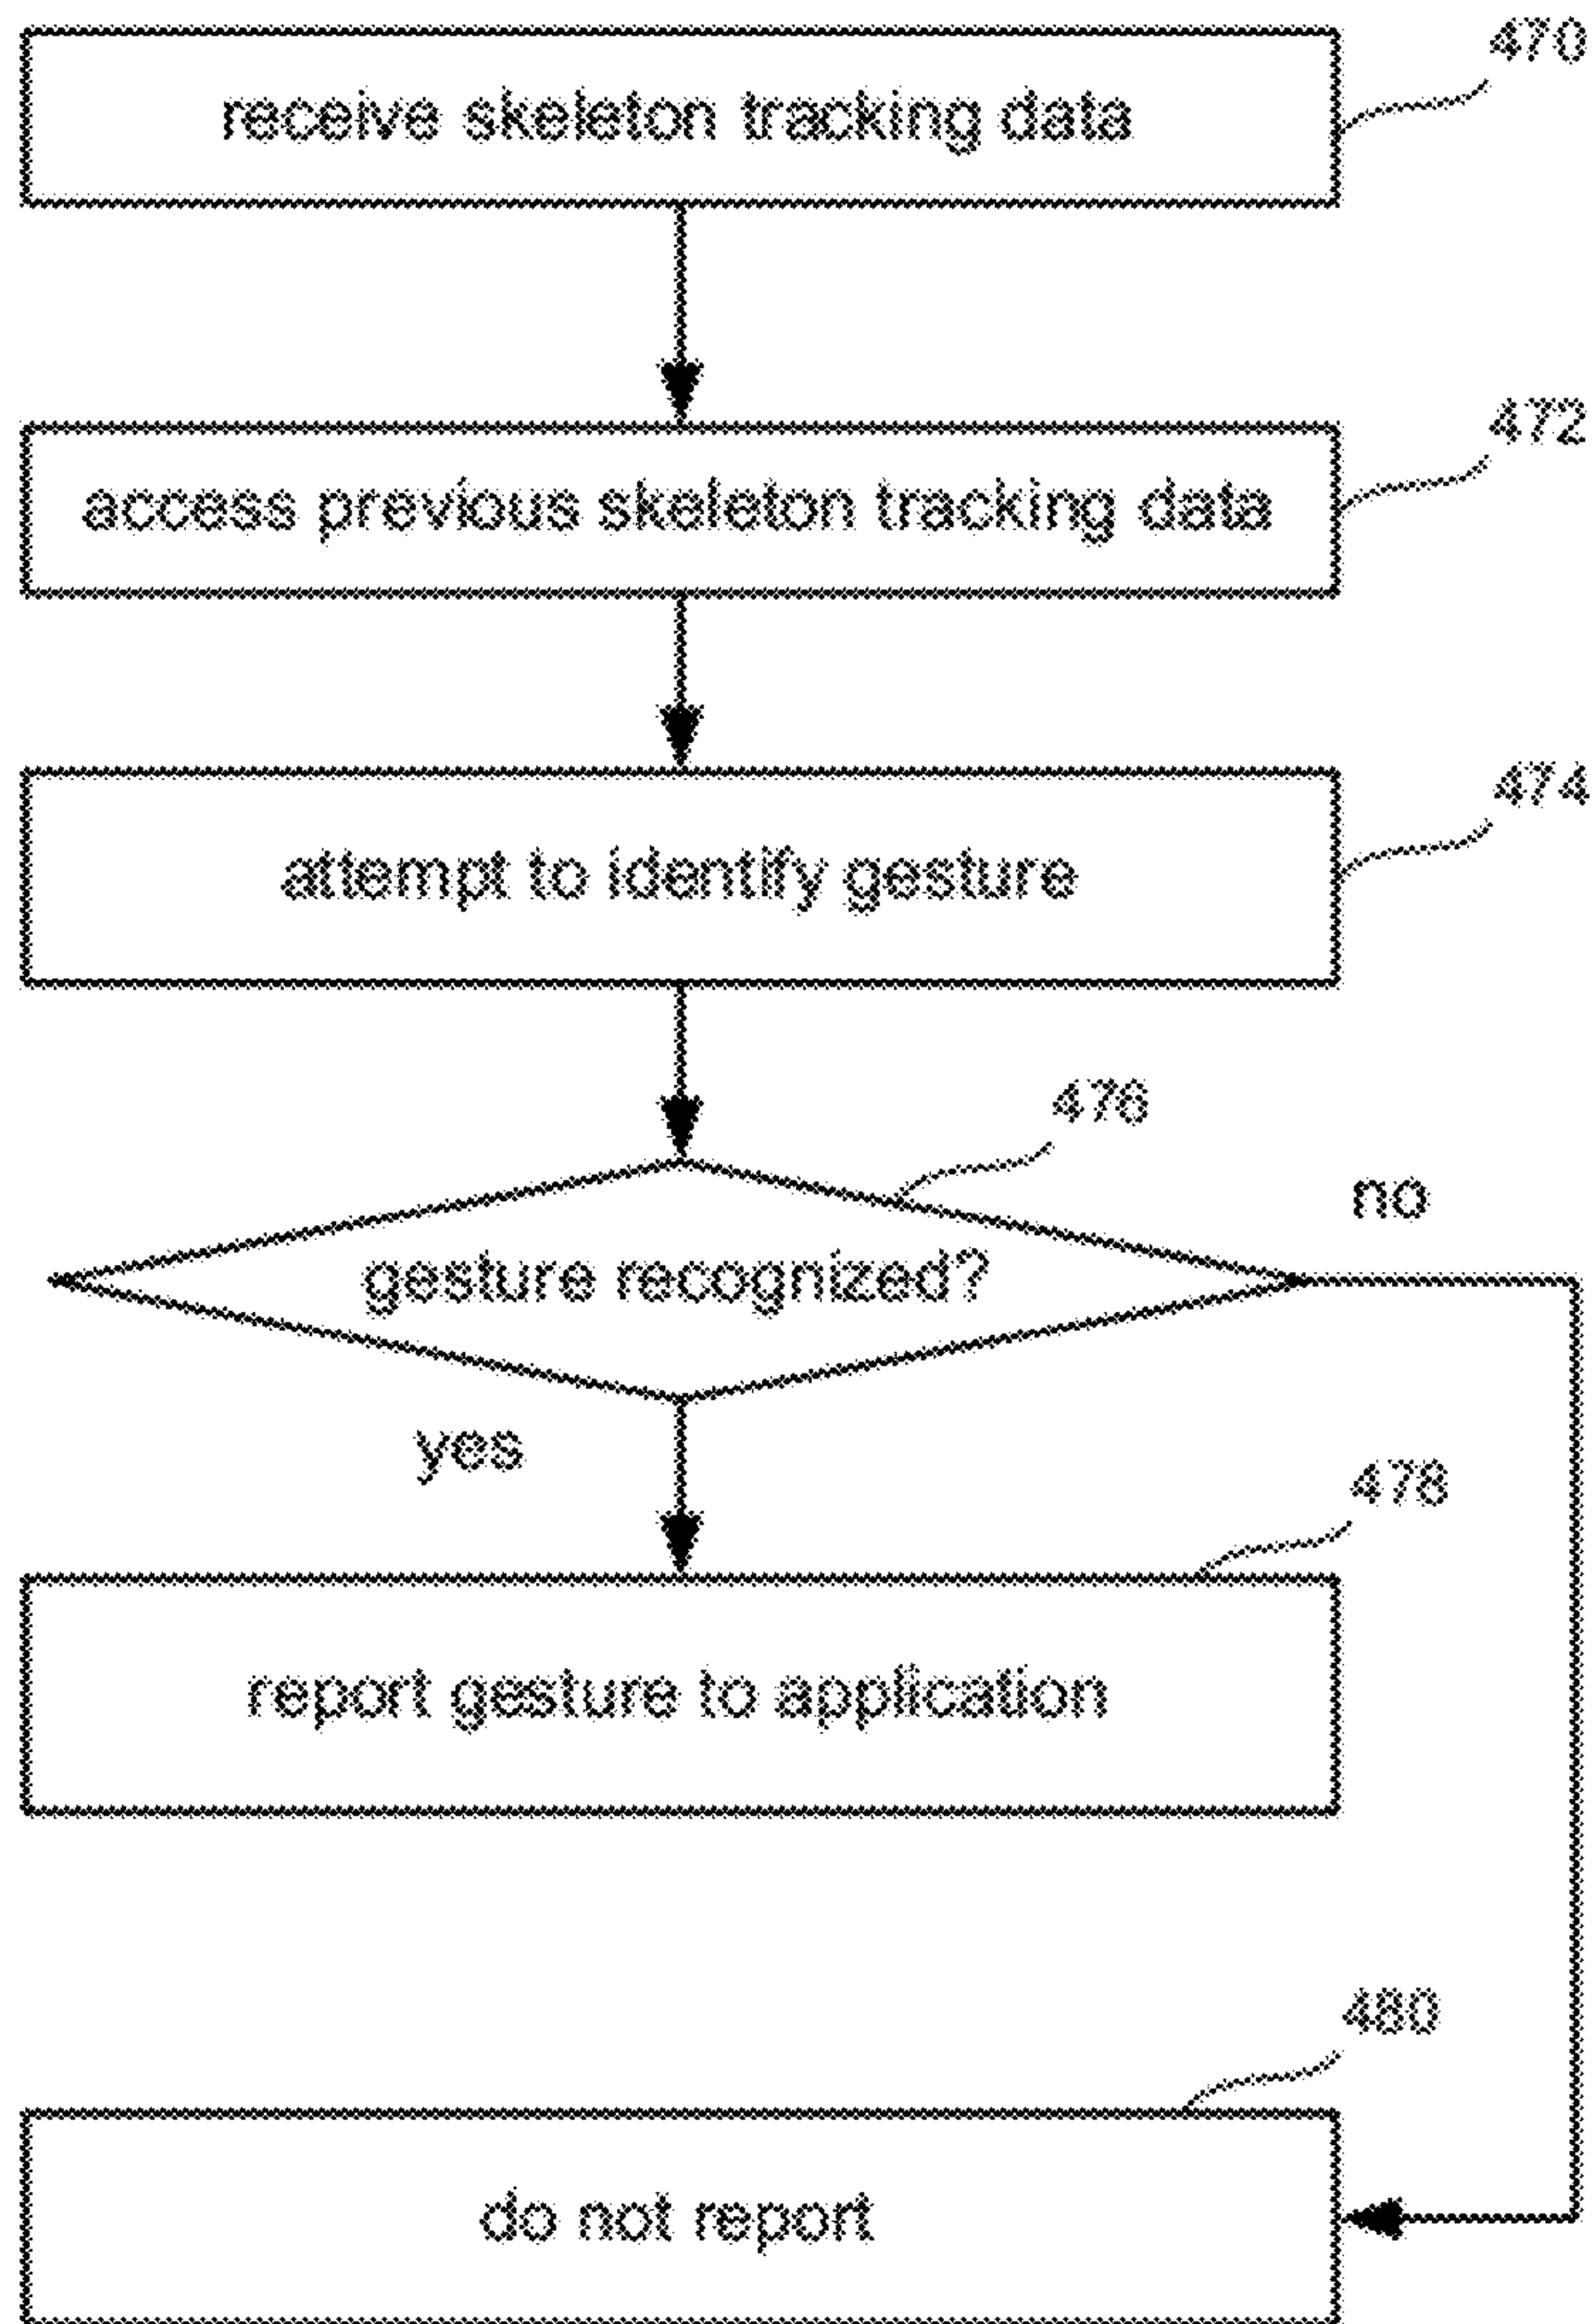 470
receive skeleton tracking data
472
access previous skeleton tracking data
474
attempt to identify gesture
476
no
gesture recognized?
yes
478
report gesture to application
480
do not report